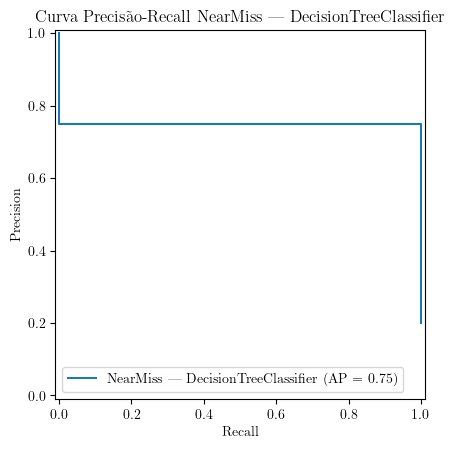 Curva Precisão-Recall NearMiss — DecisionTreeClassifier
1.0
0.8
0.6
0.4
0.2
0.0
Precision
NearMiss — DecisionTreeClassifier (AP = 0.75)
0.0 0.2 0.4 0.6 0.8 1.0
Recall